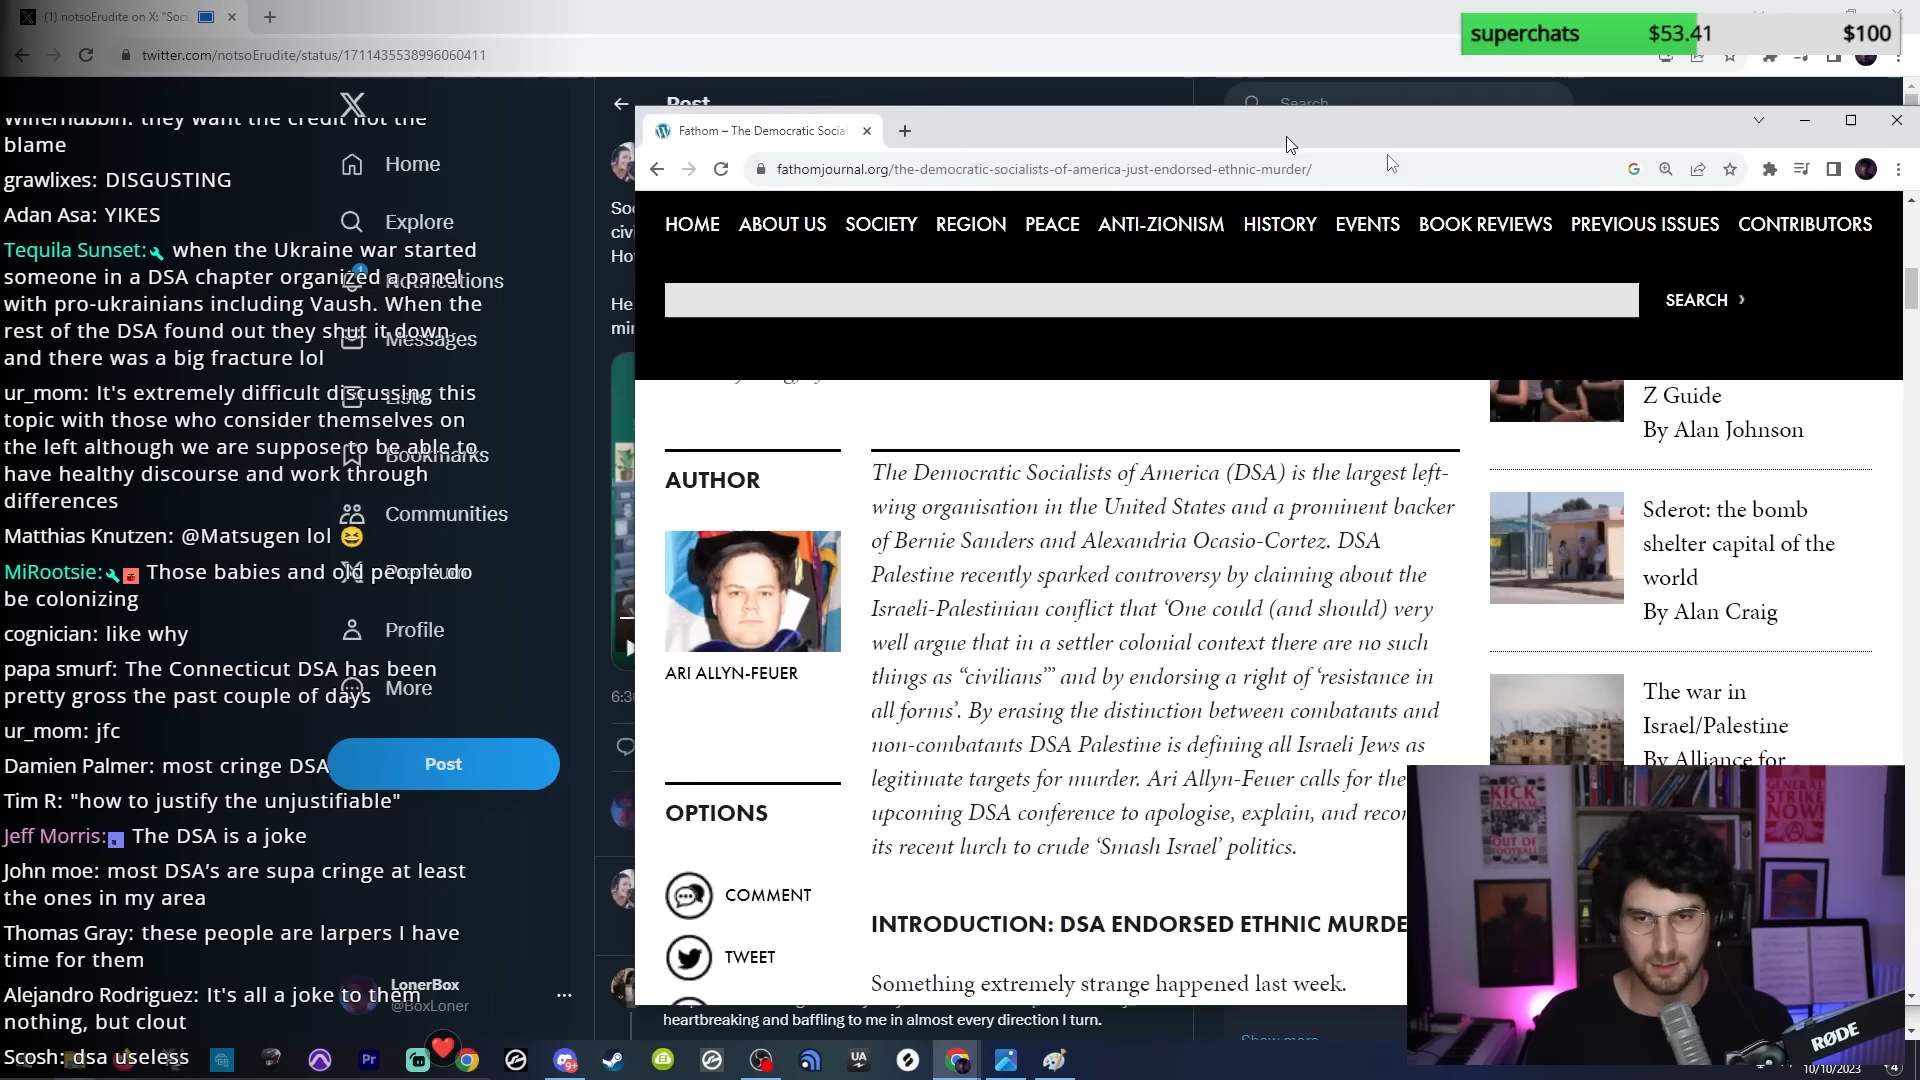 (1) notsoErudite on X: "Soci
twitter.com/notsoErudite/status/1711435538996060411
superchats $53.41 $100
they want the credit not the
blame
grawlixes: DISGUSTING
Adan Asa: YIKES
Tequila Sunset: when the Ukraine war started
someone in a DSA chapter organized a panel
with pro-ukrainians including Vaush. When the
rest of the DSA found out they shut it down
and there was a big fracture lol
ur_mom: It's extremely difficult discussing this
topic with those who consider themselves on
the left although we are suppose to be able to
have healthy discourse and work through
differences
Matthias Knutzen: @Matsugen lol 😆
MiRootsie: Those babies and old people do
be colonizing
cognician: like why
papa smurf: The Connecticut DSA has been
pretty gross the past couple of days
ur_mom: jfc
Damien Palmer: most cringe DSA
Tim R: "how to justify the unjustifiable"
Jeff Morris: The DSA is a joke
John moe: most DSA's are supa cringe at least
the ones in my area
Thomas Gray: these people are larpers I have
time for them
Alejandro Rodriguez: It's all a joke to them
nothing, but clout
Scosh: dsa useless
Home
Explore
Notifications
Messages
Lists
Bookmarks
Communities
Premium
Profile
More
Post
LonerBox
@BoxLoner
Post
Search
Fathom – The Democratic Social
fathomjournal.org/the-democratic-socialists-of-america-just-endorsed-ethnic-murder/
HOME ABOUT US SOCIETY REGION PEACE ANTI-ZIONISM HISTORY EVENTS BOOK REVIEWS PREVIOUS ISSUES CONTRIBUTORS
SEARCH ›
AUTHOR
ARI ALLYN-FEUER
OPTIONS
COMMENT
TWEET
The Democratic Socialists of America (DSA) is the largest left-
wing organisation in the United States and a prominent backer
of Bernie Sanders and Alexandria Ocasio-Cortez. DSA
Palestine recently sparked controversy by claiming about the
Israeli-Palestinian conflict that ‘One could (and should) very
well argue that in a settler colonial context there are no such
things as “civilians”’ and by endorsing a right of ‘resistance in
all forms’. By erasing the distinction between combatants and
non-combatants DSA Palestine is defining all Israeli Jews as
legitimate targets for murder. Ari Allyn-Feuer calls for the
upcoming DSA conference to apologise, explain, and recon
its recent lurch to crude ‘Smash Israel’ politics.
INTRODUCTION: DSA ENDORSED ETHNIC MURDE
Something extremely strange happened last week.
Z Guide
By Alan Johnson
Sderot: the bomb
shelter capital of the
world
By Alan Craig
The war in
Israel/Palestine
By Alliance for
heartbreaking and baffling to me in almost every direction I turn.
Show more
KICK
FASCISM
OUT OF
FOOTBALL
GENERAL
STRIKE
NOW!
RØDE
10/10/2023